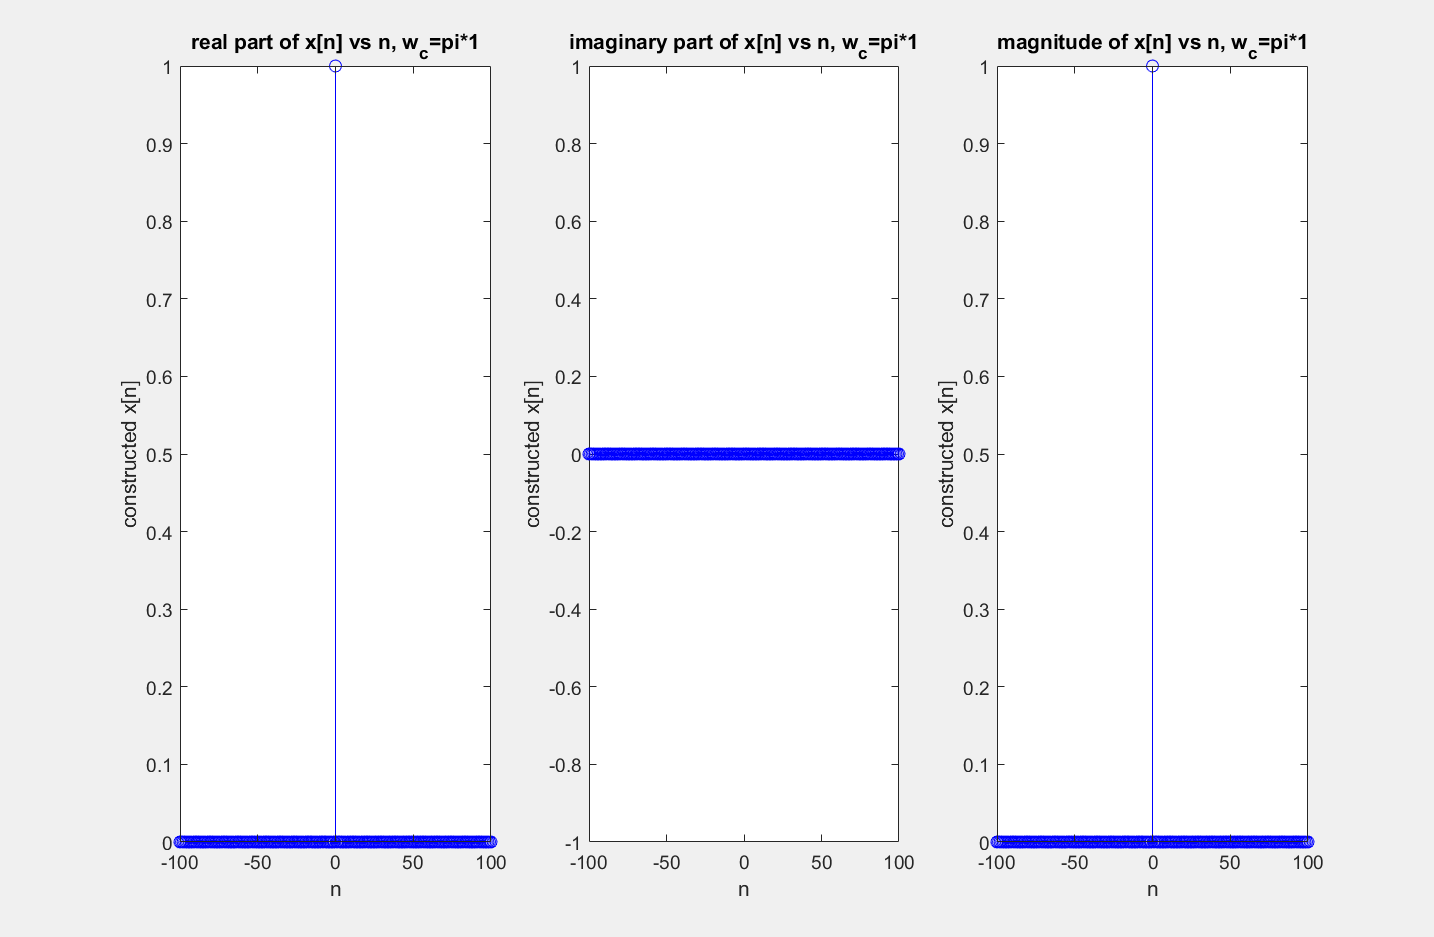 real part of x[n] vs n, w_c=pi*1
imaginary part of x[n] vs n, w_c=pi*1
magnitude of x[n] vs n, w_c=pi*1
constructed x[n]
1
0.9
0.8
0.7
0.6
0.5
0.4
0.3
0.2
0.1
0
-100 -50 0 50 100
n
constructed x[n]
1
0.8
0.6
0.4
0.2
0
-0.2
-0.4
-0.6
-0.8
-1
-100 -50 0 50 100
n
constructed x[n]
1
0.9
0.8
0.7
0.6
0.5
0.4
0.3
0.2
0.1
0
-100 -50 0 50 100
n